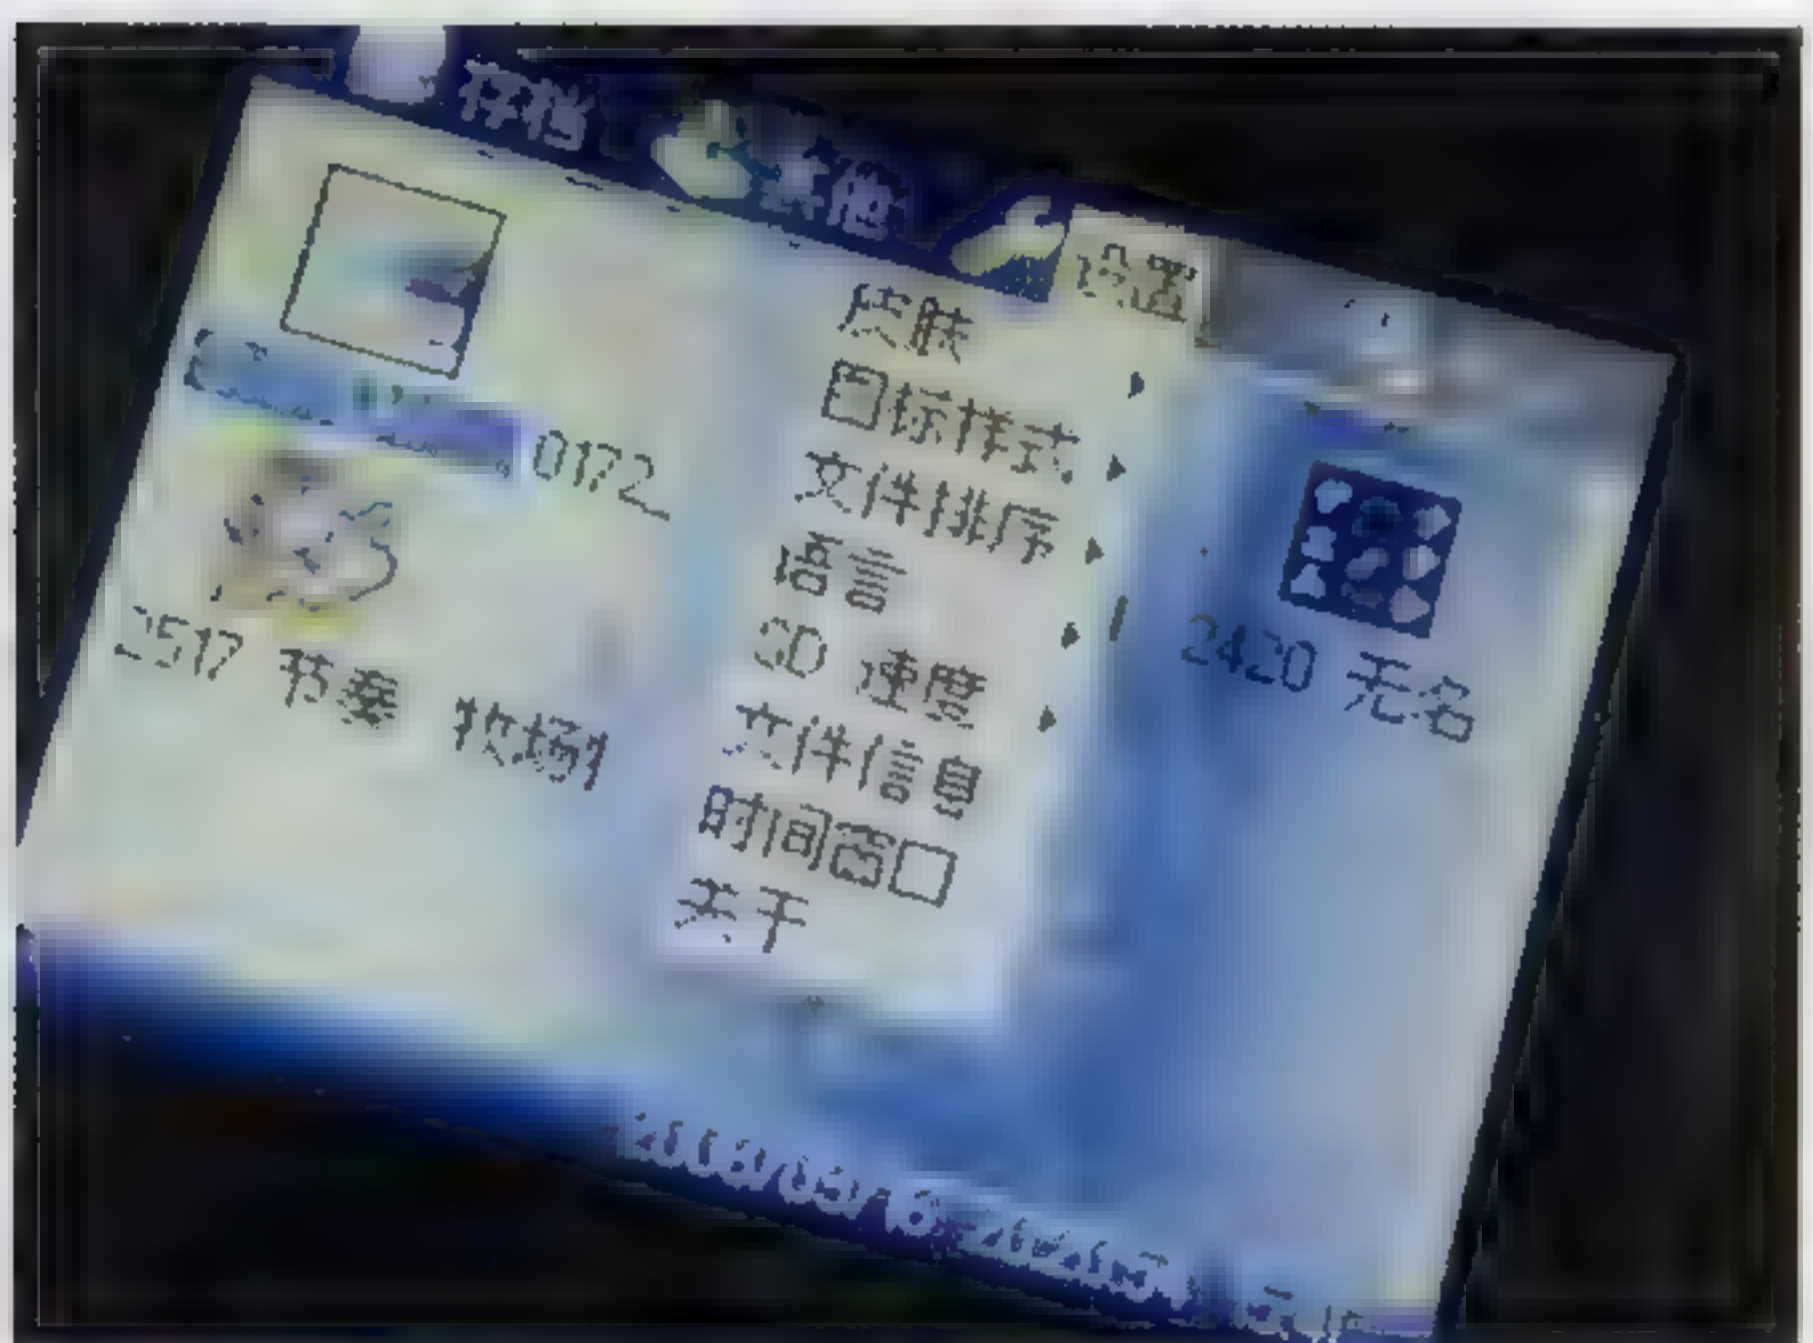 存档
其他
设置
皮肤
图标样式
文件排序
语言
SD 速度
文件信息
时间窗口
关于
0172_
2517 节奏 牧场
2420 无名